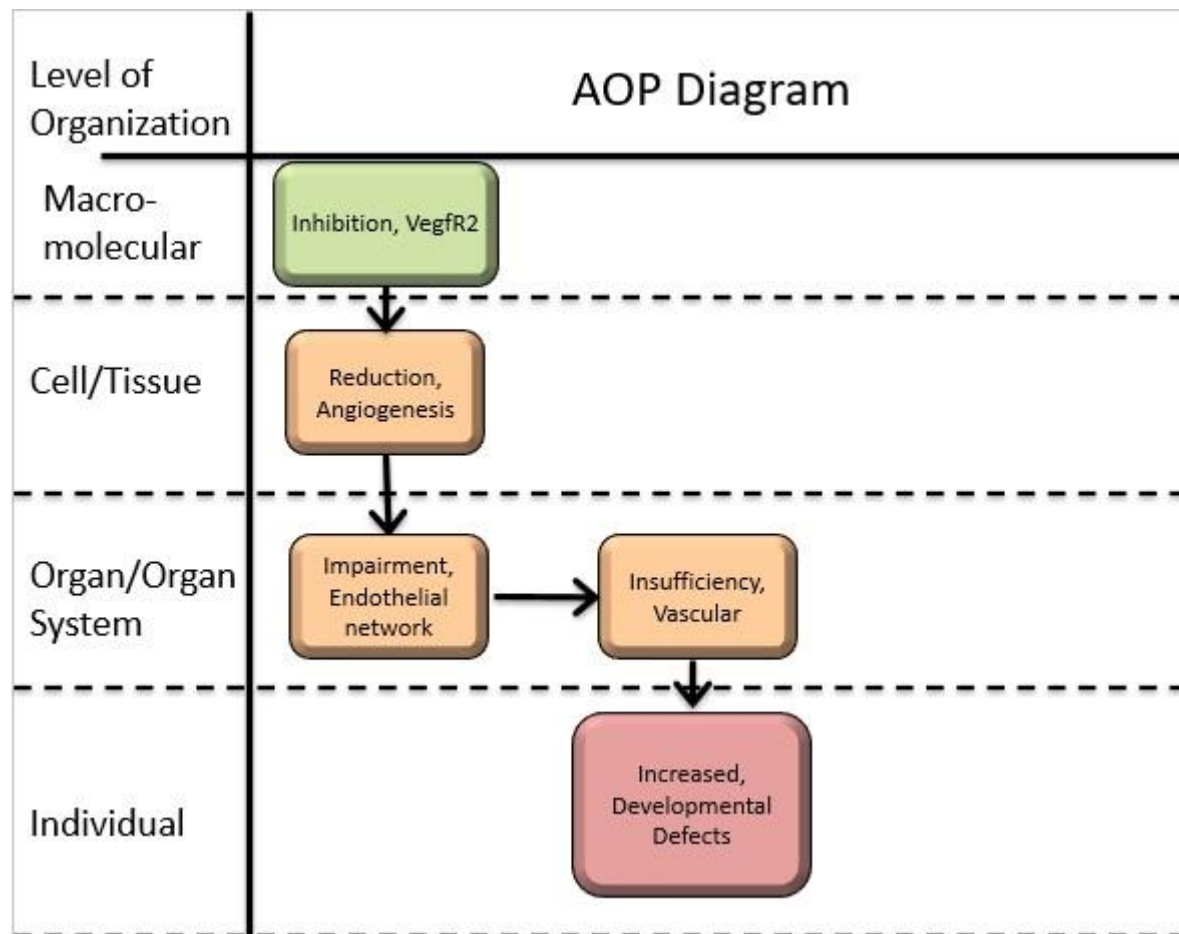 Level of
Organization
AOP Diagram
Macro-
molecular
Inhibition, VegfR2
Cell/Tissue
Reduction,
Angiogenesis
Organ/Organ
System
Impairment,
Endothelial
network
Insufficiency,
Vascular
Individual
Increased,
Developmental
Defects